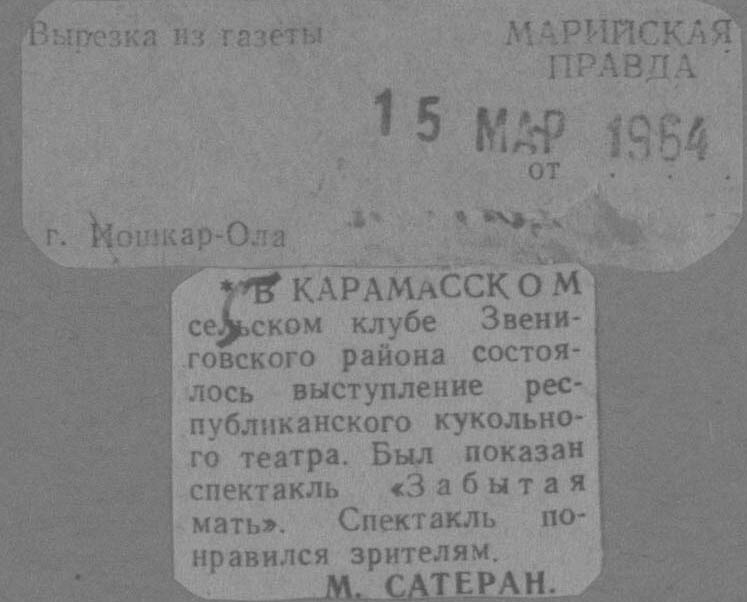 Вырезка из газеты МАРИЙСКАЯ
ПРАВДА
15 МАР 1964
от . . .
г. Йошкар-Ола
* В КАРАМАССКОМ
сельском клубе Звени-
говского района состоя-
лось выступление рес-
публиканского кукольно-
го театра. Был показан
спектакль «Забытая
мать». Спектакль по-
нравился зрителям.
М. САТЕРАН.